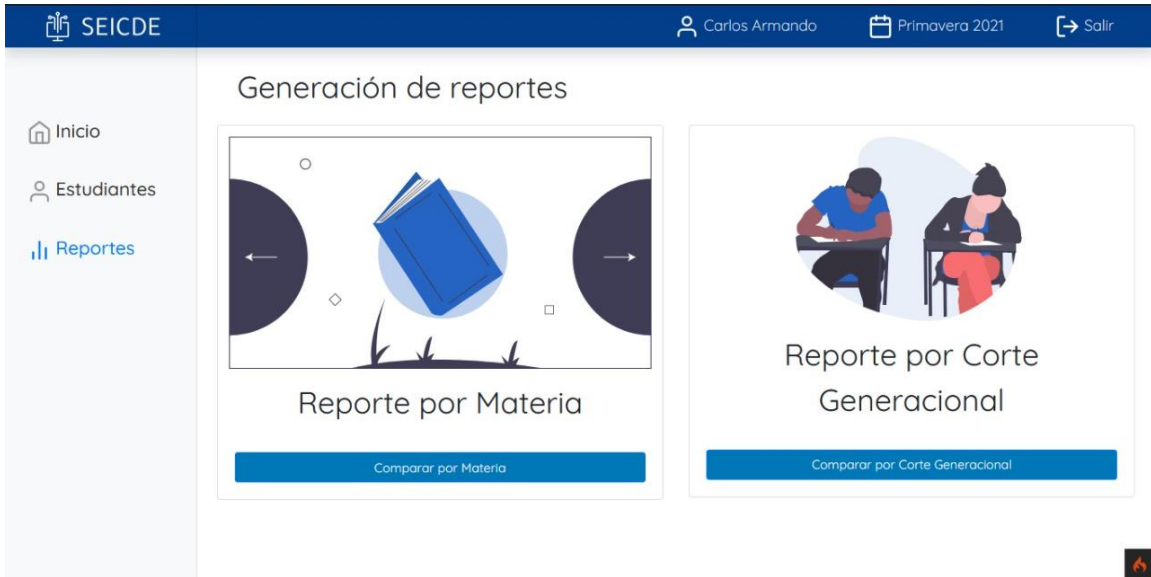 SEICDE
Carlos Armando
Primavera 2021
Salir
Inicio
Estudiantes
Reportes
Generación de reportes
Reporte por Materia
Comparar por Materia
Reporte por Corte
Generacional
Comparar por Corte Generacional